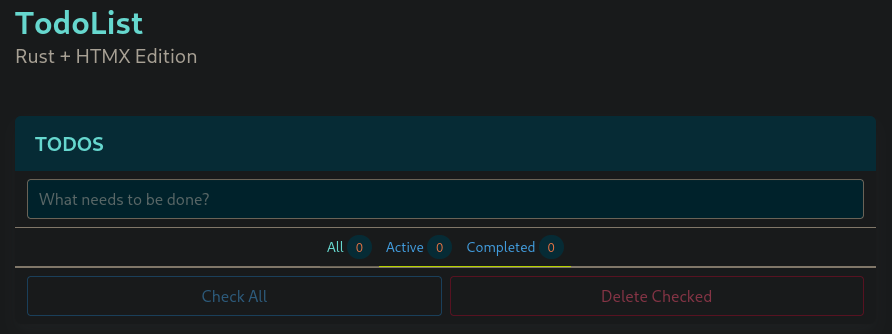 TodoList
Rust + HTMX Edition
TODOS
What needs to be done?
All 0 Active 0 Completed 0
Check All Delete Checked